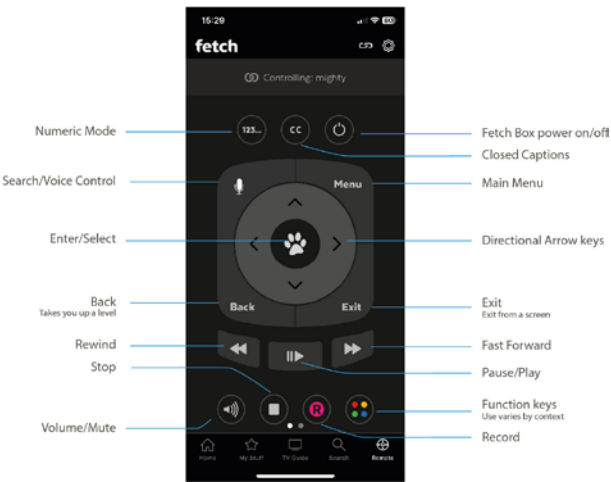 15:29
fetch
Controlling: mighty
123...
CC
Numeric Mode
Fetch Box power on/off
Closed Captions
Search/Voice Control
Menu
Main Menu
Enter/Select
Directional Arrow keys
Back
Takes you up a level
Back
Exit
Exit
Exit from a screen
Rewind
Fast Forward
Stop
Pause/Play
R
Function keys
Use varies by context
Volume/Mute
Record
Home
My Stuff
TV Guide
Search
Remote